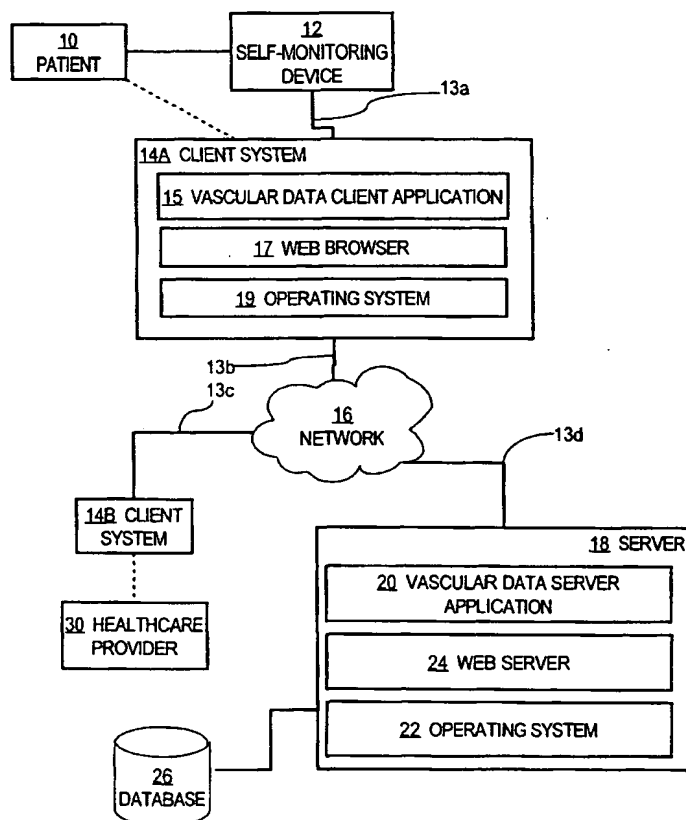 10
PATIENT
12
SELF-MONITORING
DEVICE
13a
14A CLIENT SYSTEM
15 VASCULAR DATA CLIENT APPLICATION
17 WEB BROWSER
19 OPERATING SYSTEM
13b
13c
16
NETWORK
13d
14B CLIENT
SYSTEM
18 SERVER
20 VASCULAR DATA SERVER
APPLICATION
30 HEALTHCARE
PROVIDER
24 WEB SERVER
22 OPERATING SYSTEM
26
DATABASE